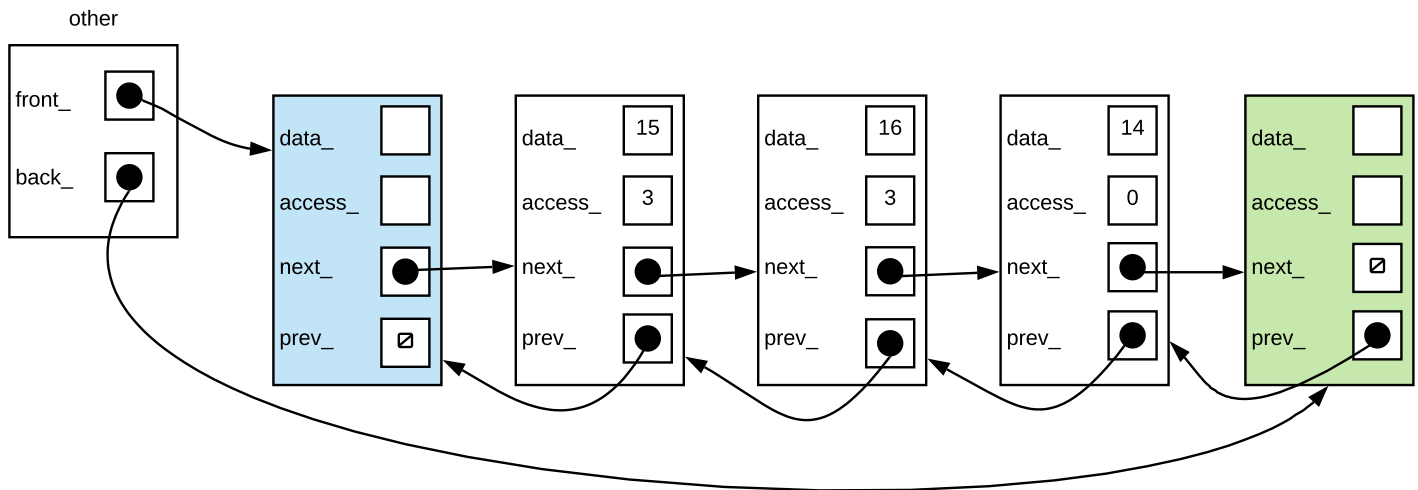 other
front_
back_
data_
access_
next_
prev_
data_ 15
access_ 3
next_
prev_
data_ 16
access_ 3
next_
prev_
data_ 14
access_ 0
next_
prev_
data_
access_
next_
prev_